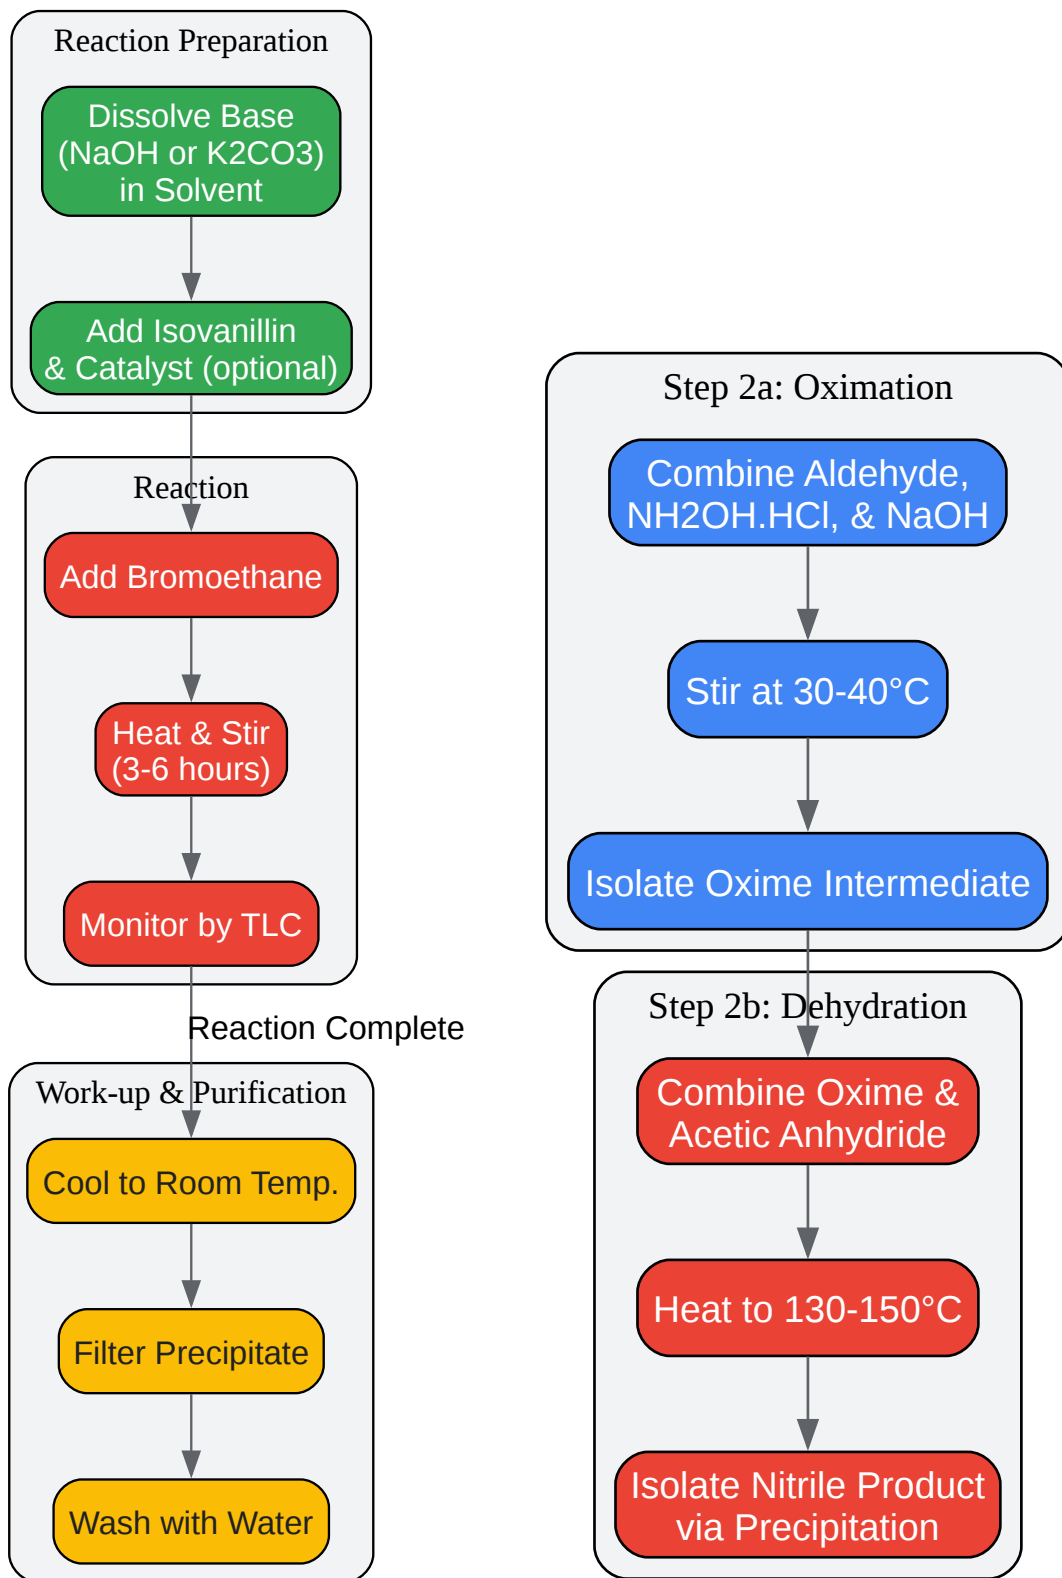 Reaction Preparation
Dissolve Base
(NaOH or K2CO3)
in Solvent
Add Isovanillin
& Catalyst (optional)
Reaction
Add Bromoethane
Heat & Stir
(3-6 hours)
Monitor by TLC
Reaction Complete
Work-up & Purification
Cool to Room Temp.
Filter Precipitate
Wash with Water
Step 2a: Oximation
Combine Aldehyde,
NH2OH.HCl, & NaOH
Stir at 30-40°C
Isolate Oxime Intermediate
Step 2b: Dehydration
Combine Oxime &
Acetic Anhydride
Heat to 130-150°C
Isolate Nitrile Product
via Precipitation